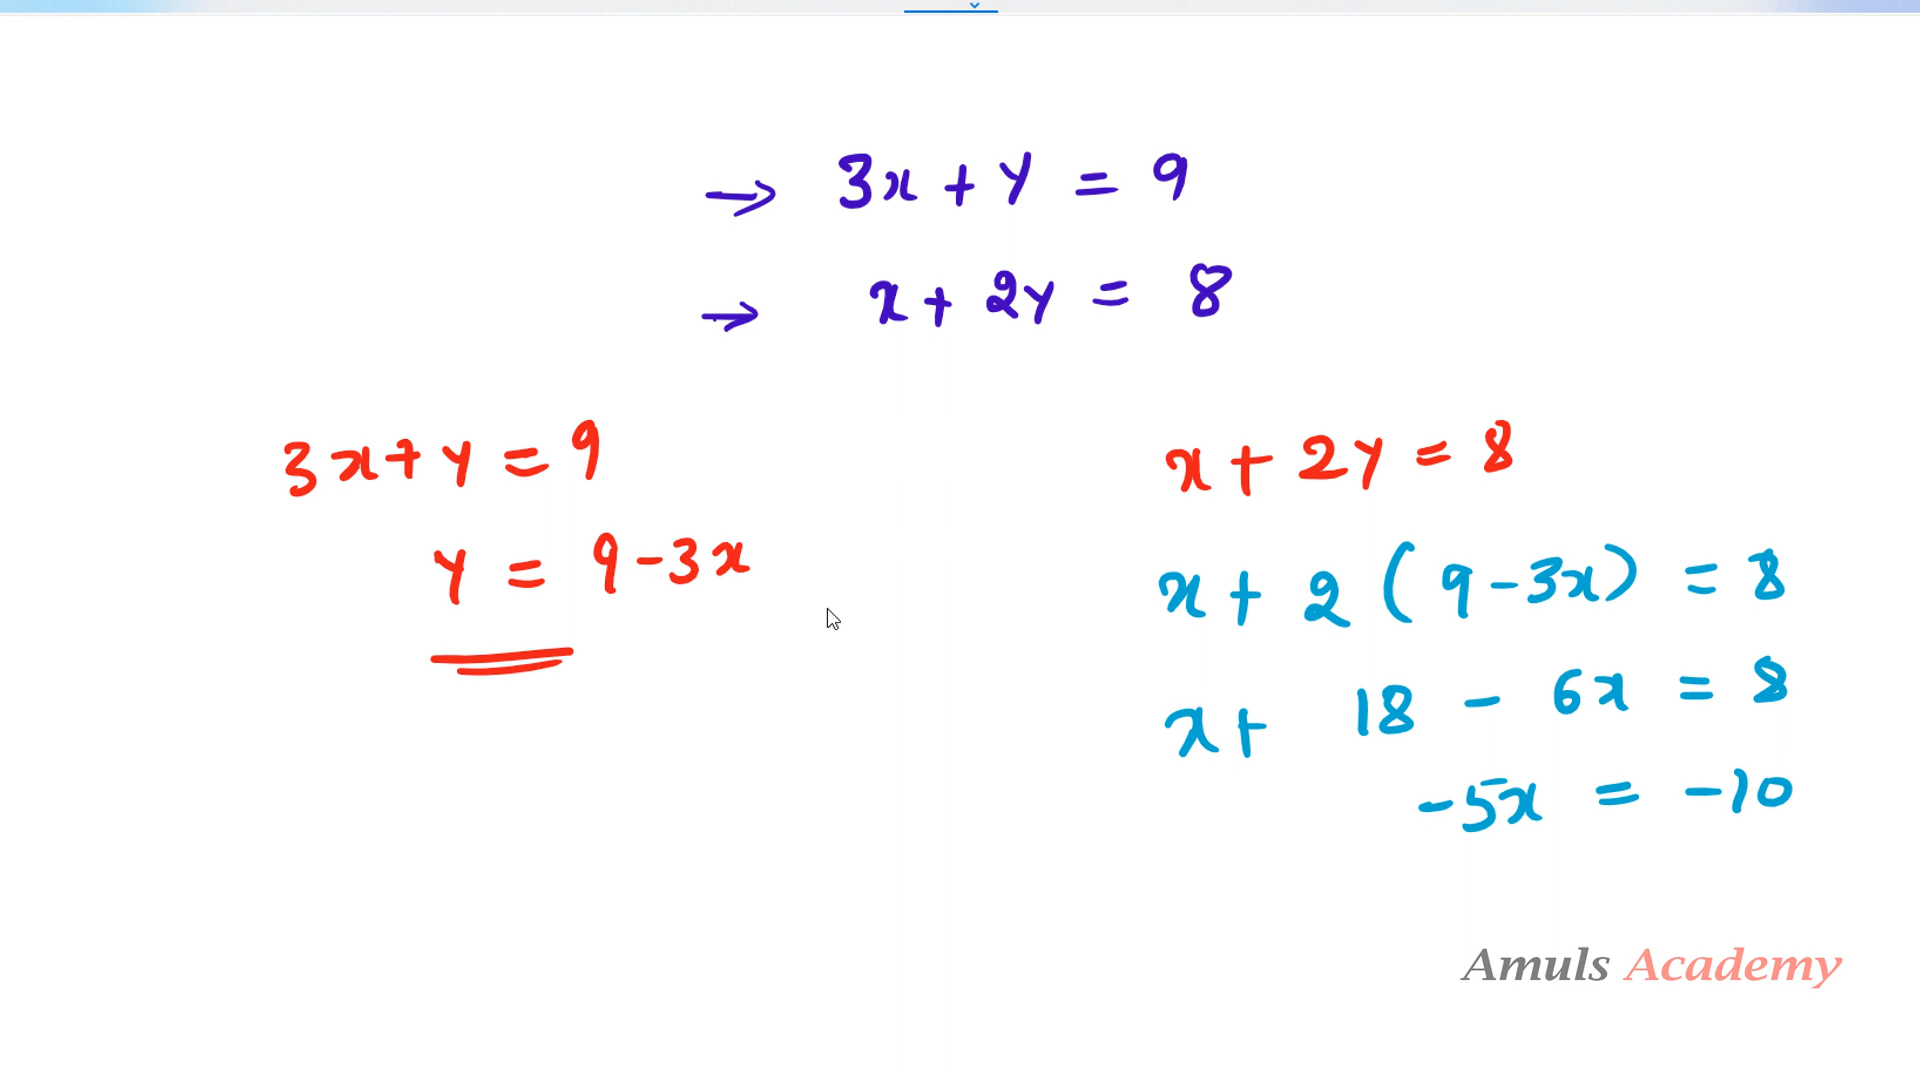 → 3x + y = 9
→ x + 2y = 8
3x + y = 9
y = 9 - 3x
x + 2y = 8
x + 2 (9 - 3x) = 8
x + 18 - 6x = 8
-5x = -10
Amuls Academy